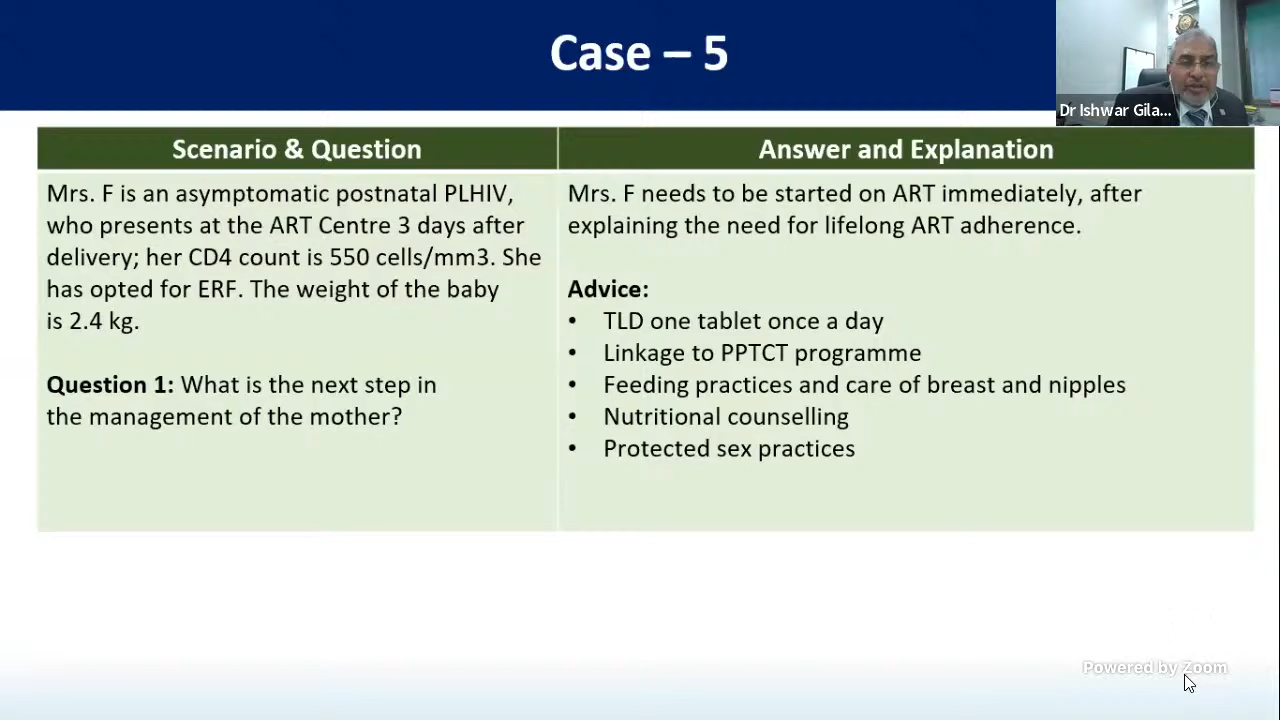 Case – 5
Dr Ishwar Gila...
Scenario & Question
Answer and Explanation
Mrs. F is an asymptomatic postnatal PLHIV,
who presents at the ART Centre 3 days after
delivery; her CD4 count is 550 cells/mm3. She
has opted for ERF. The weight of the baby
is 2.4 kg.
Question 1: What is the next step in
the management of the mother?
Mrs. F needs to be started on ART immediately, after
explaining the need for lifelong ART adherence.
Advice:
• TLD one tablet once a day
• Linkage to PPTCT programme
• Feeding practices and care of breast and nipples
• Nutritional counselling
• Protected sex practices
Powered by Zoom